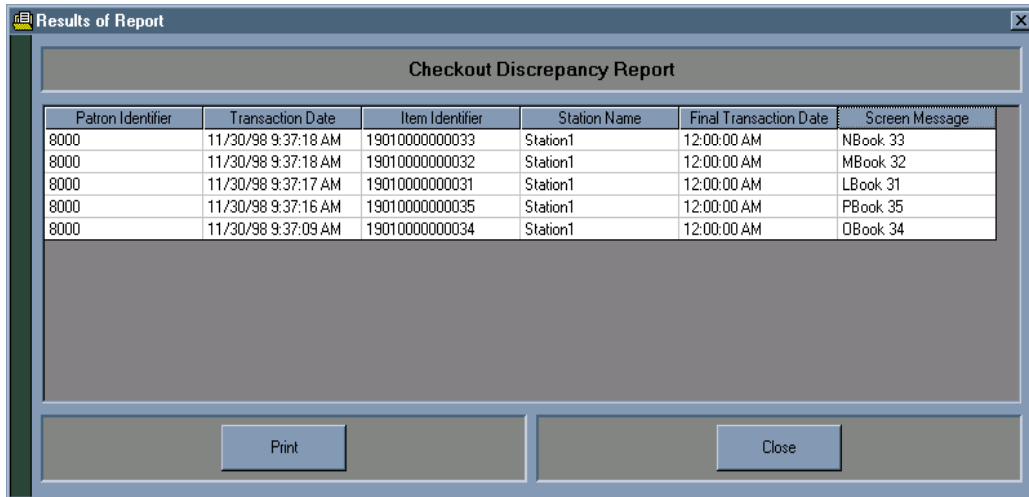 Results of Report
Checkout Discrepancy Report
Patron Identifier Transaction Date Item Identifier Station Name Final Transaction Date Screen Message
8000 11/30/98 9:37:18 AM 19010000000033 Station1 12:00:00 AM NBook 33
8000 11/30/98 9:37:18 AM 19010000000032 Station1 12:00:00 AM MBook 32
8000 11/30/98 9:37:17 AM 19010000000031 Station1 12:00:00 AM LBook 31
8000 11/30/98 9:37:16 AM 19010000000035 Station1 12:00:00 AM PBook 35
8000 11/30/98 9:37:09 AM 19010000000034 Station1 12:00:00 AM OBook 34
Print Close